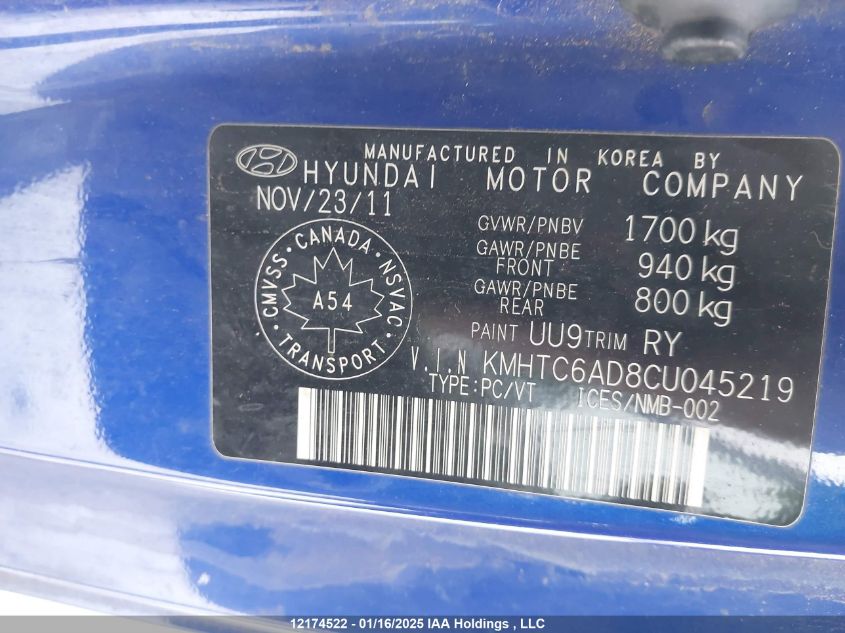 MANUFACTURED IN KOREA BY
HYUNDAI MOTOR COMPANY
NOV/23/11
GVWR/PNBV 1700 kg
GAWR/PNBE FRONT 940 kg
GAWR/PNBE REAR 800 kg
CMVSS · CANADA · NSVAC · TRANSPORT ·
A54
PAINT UU9 TRIM RY
V.I.N KMHTC6AD8CU045219
TYPE:PC/VT ICES/NMB-002
12174522 - 01/16/2025 IAA Holdings , LLC